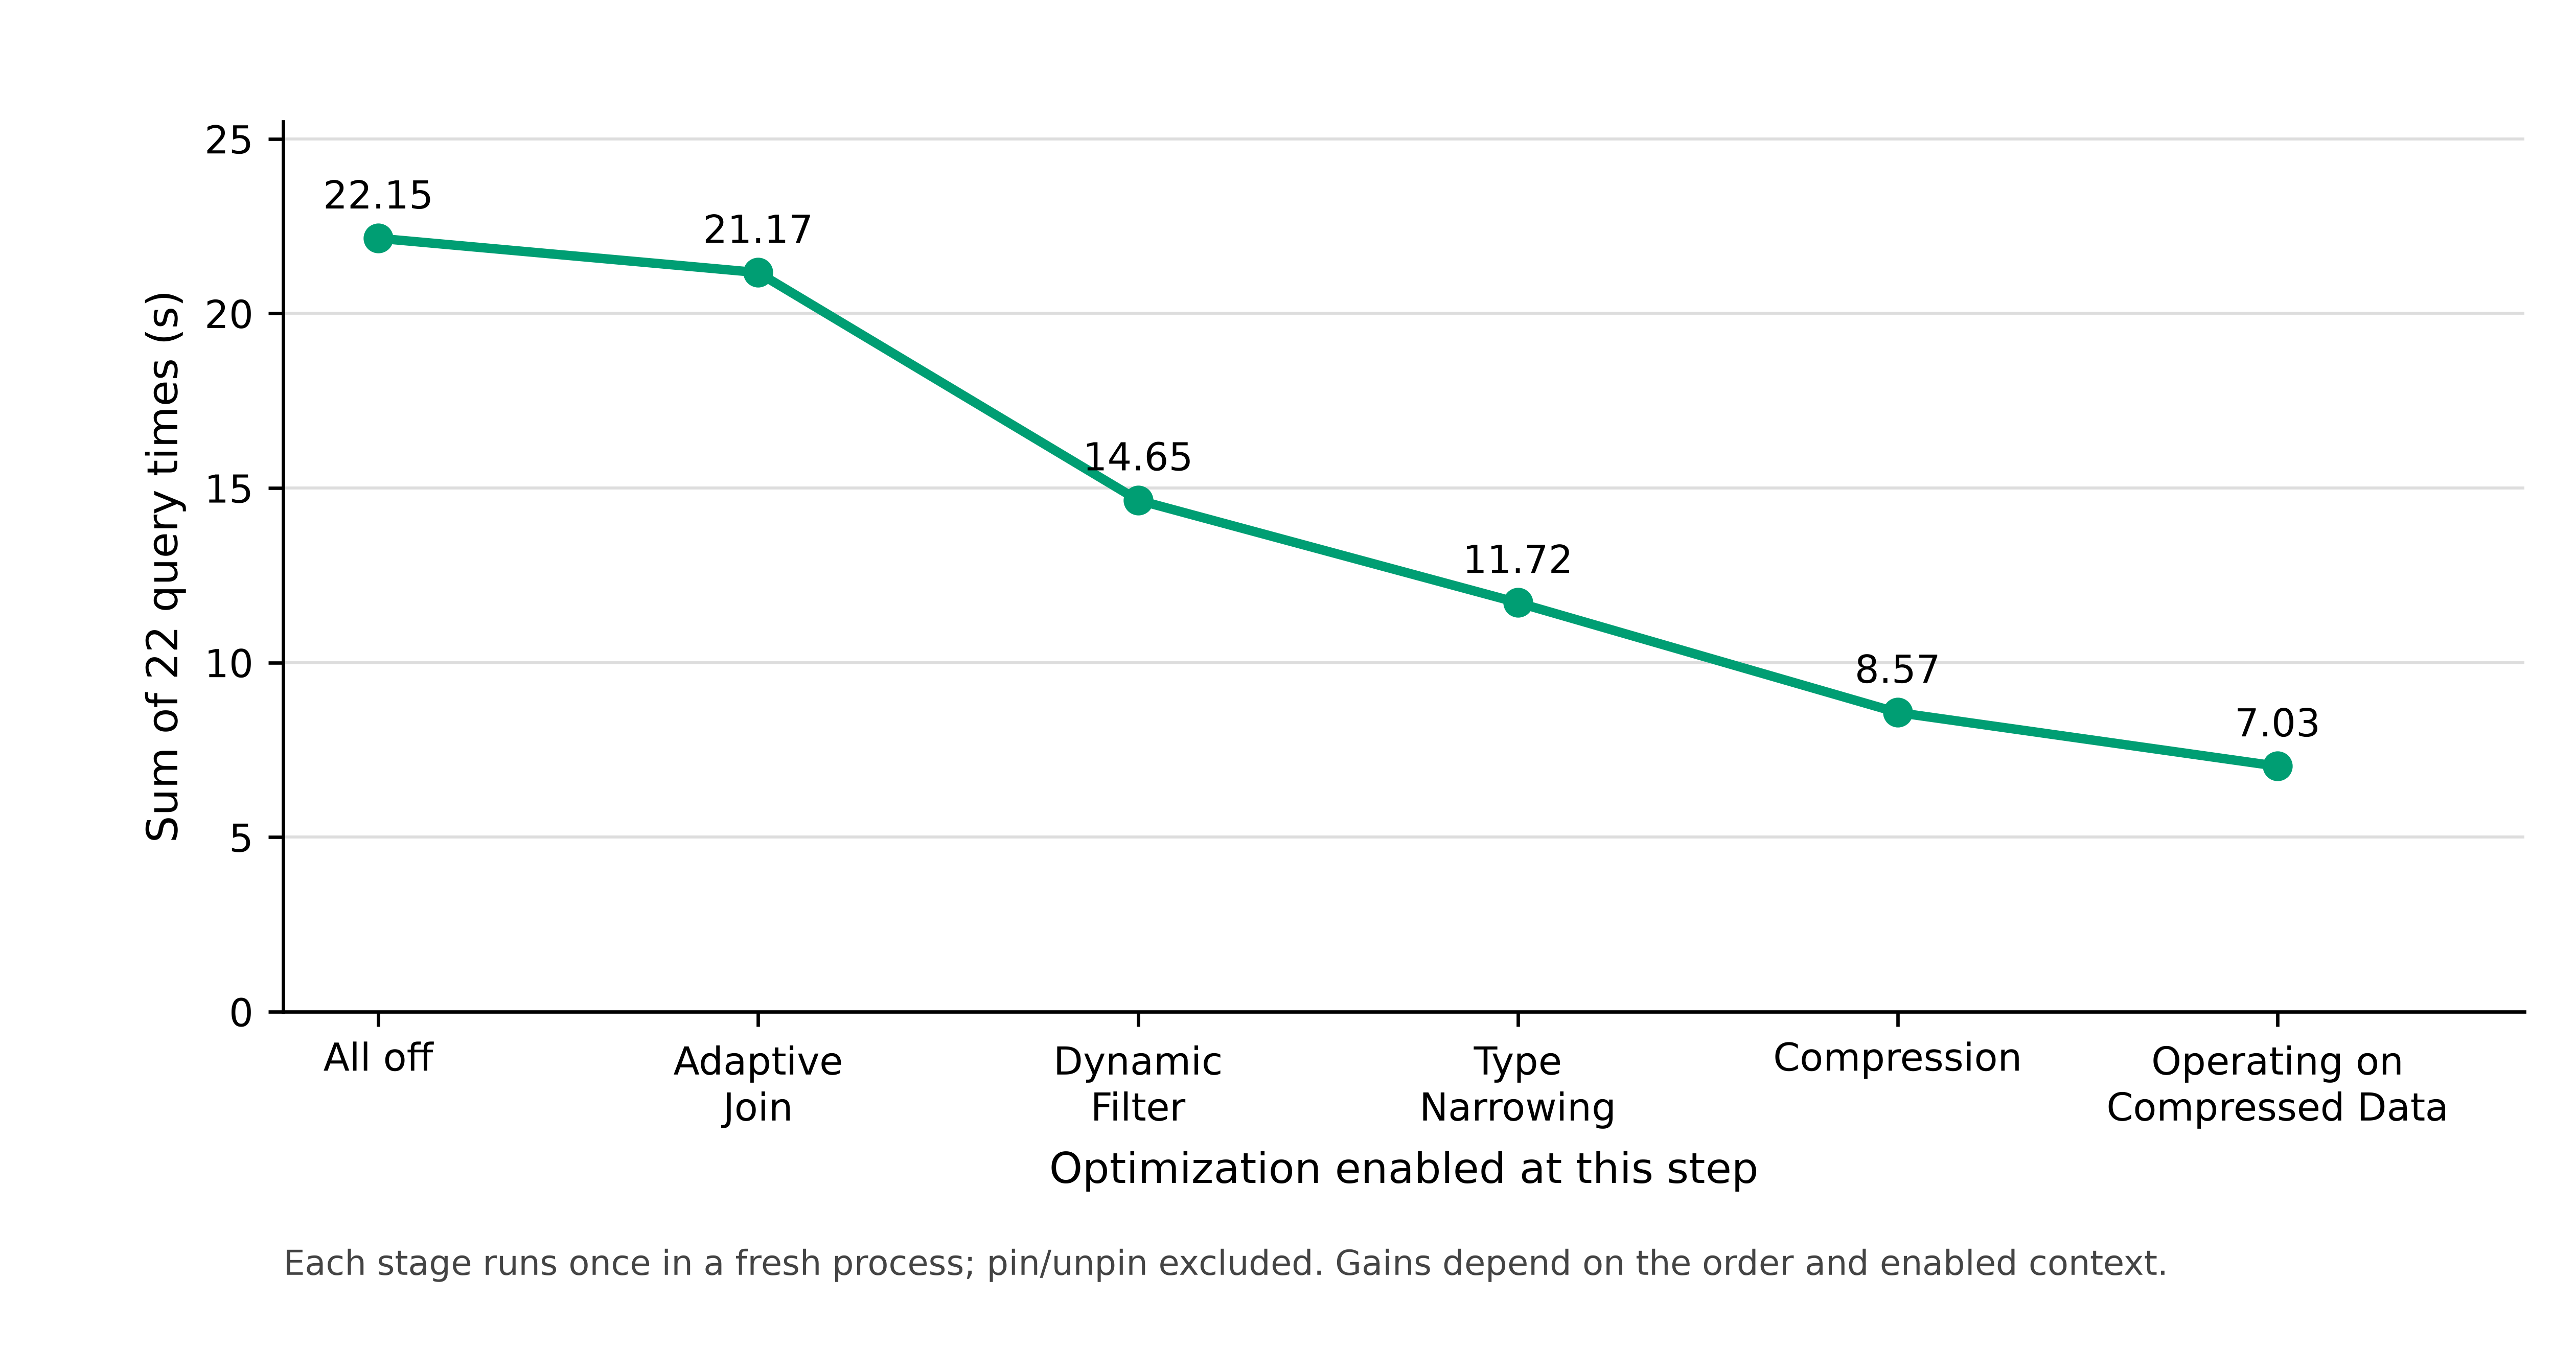 25
22.15
21.17
20
14.65
15
11.72
10
8.57
7.03
5
0
Sum of 22 query times (s)
All off
Adaptive
Join
Dynamic
Filter
Type
Narrowing
Compression
Operating on
Compressed Data
Optimization enabled at this step
Each stage runs once in a fresh process; pin/unpin excluded. Gains depend on the order and enabled context.